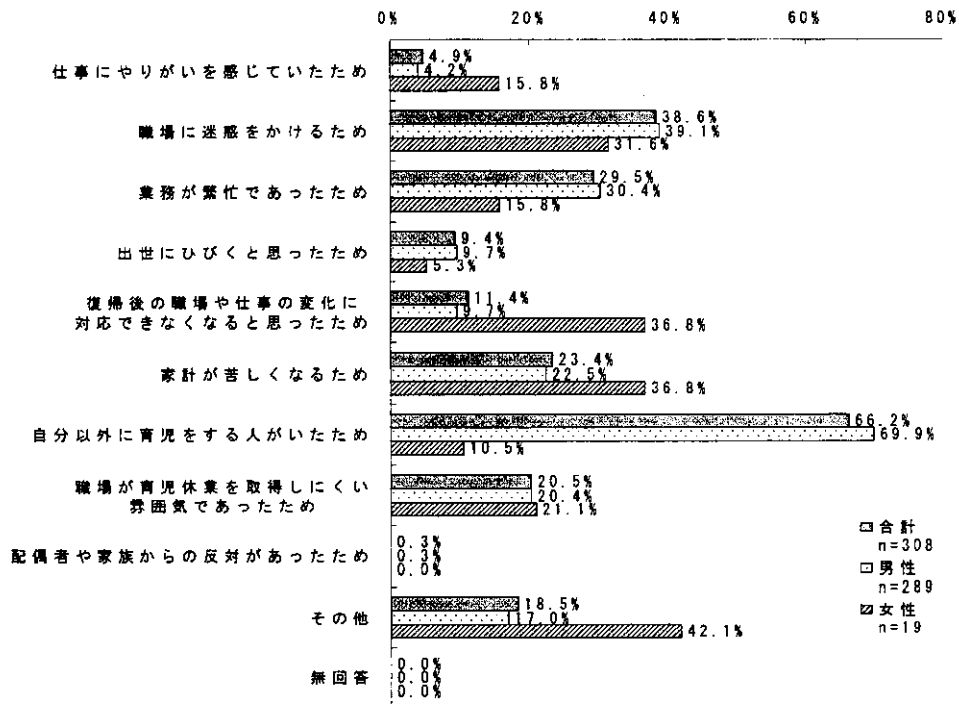 0%
20%
40%
60%
80%
仕事にやりがいを感じていたため
4.9%
4.2%
15.8%
職場に迷惑をかけるため
38.6%
39.1%
31.6%
業務が繁忙であったため
29.5%
30.4%
15.8%
出世にひびくと思ったため
9.4%
9.7%
5.3%
復帰後の職場や仕事の変化に
対応できなくなると思ったため
11.4%
9.7%
36.8%
家計が苦しくなるため
23.4%
22.5%
36.8%
自分以外に育児をする人がいたため
66.2%
69.9%
10.5%
職場が育児休業を取得しにくい
雰囲気であったため
20.5%
20.4%
21.1%
配偶者や家族からの反対があったため
0.3%
0.3%
0.0%
その他
18.5%
17.0%
42.1%
無回答
0.0%
0.0%
0.0%
合計
n=308
男性
n=289
女性
n=19